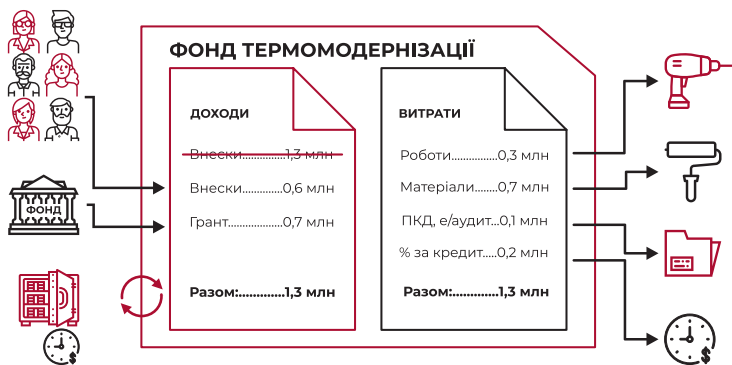 ФОНД ТЕРМОМОДЕРНІЗАЦІЇ
ДОХОДИ
Внески..............1,3 млн
Внески............0,6 млн
Грант................0,7 млн
Разом:.............1,3 млн
ВИТРАТИ
Роботи..............0,3 млн
Матеріали.......0,7 млн
ПКД, е/аудит...0,1 млн
% за кредит....0,2 млн
Разом:.............1,3 млн
ФОНД
$
$